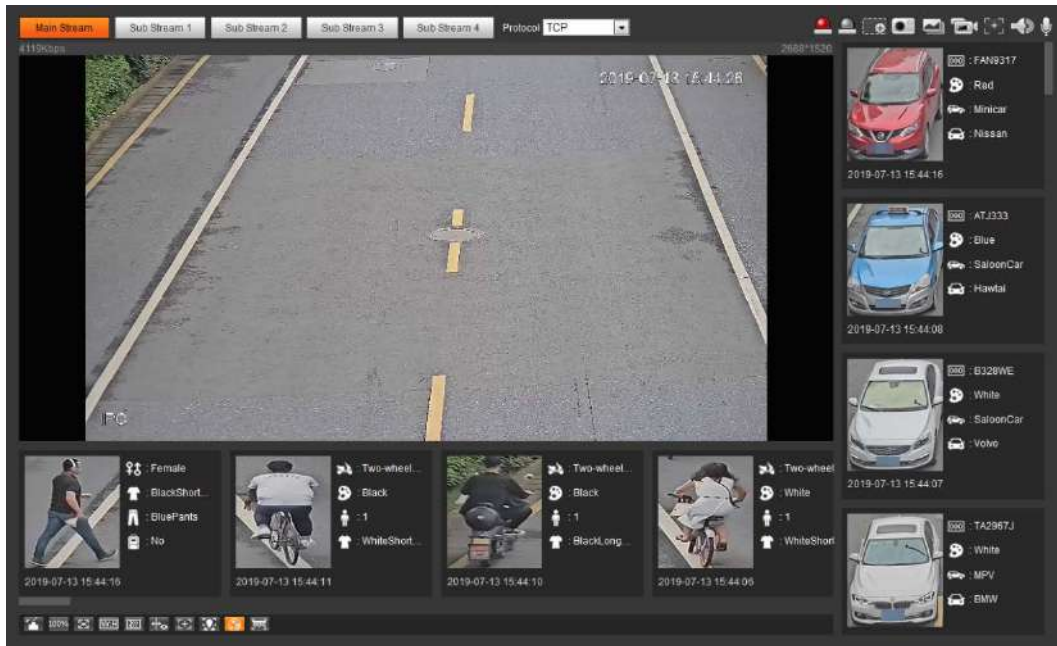 Main Stream
Sub Stream 1
Sub Stream 2
Sub Stream 3
Sub Stream 4
Protocol TCP
4119Kbps
2688*1520
2019-07-13 15:44:26
IPC
: FAN9317
: Red
: Minicar
: Nissan
2019-07-13 15:44:16
: ATJ333
: Blue
: SaloonCar
: Hawtai
2019-07-13 15:44:08
: B328WE
: White
: SaloonCar
: Volvo
2019-07-13 15:44:07
: TA2967J
: White
: MPV
: BMW
: Female
: BlackShort...
: BluePants
: No
2019-07-13 15:44:16
: Two-wheel...
: Black
: 1
: WhiteShort...
2019-07-13 15:44:11
: Two-wheel...
: Black
: 1
: BlackLong...
2019-07-13 15:44:10
: Two-wheel
: White
: 1
: WhiteShort
2019-07-13 15:44:06
100%